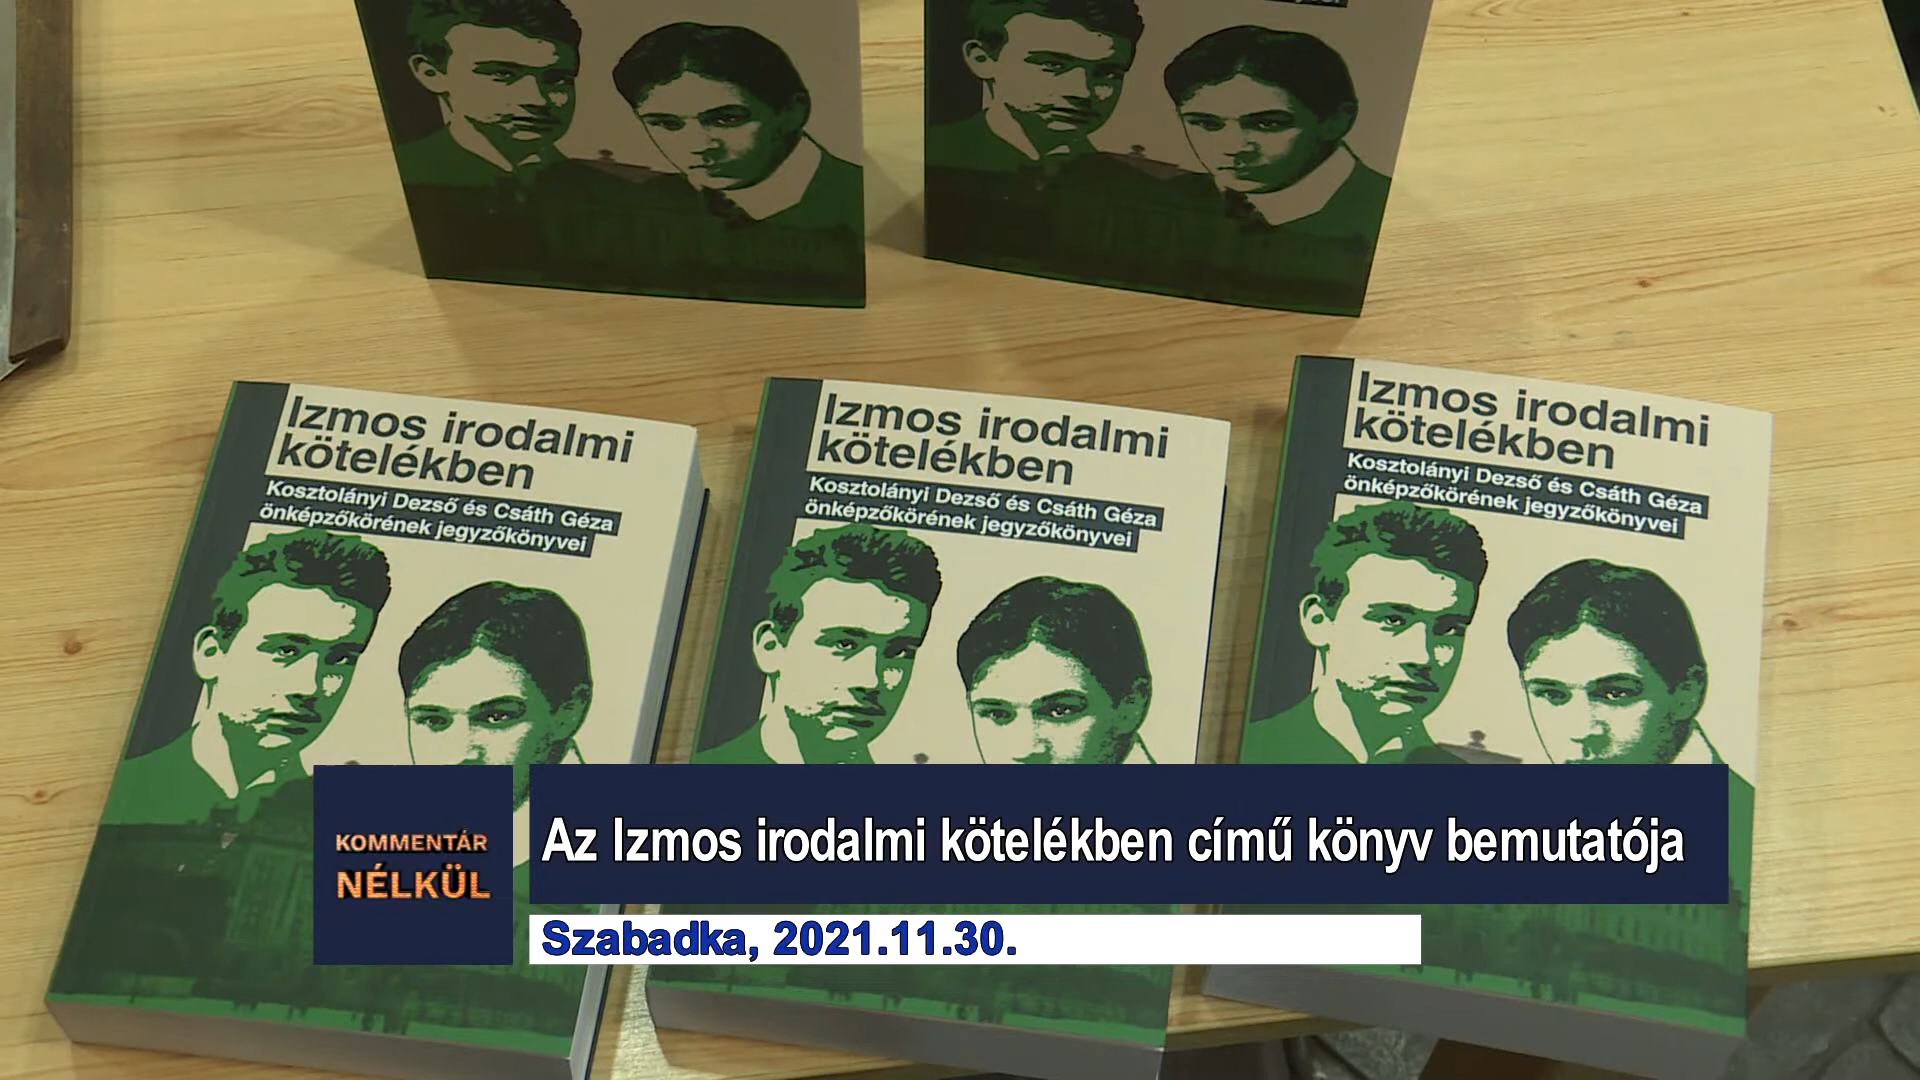 Izmos irodalmi
kötelékben
Kosztolányi Dezső és Csáth Géza
önképzőkörének jegyzőkönyvei
Izmos irodalmi
kötelékben
Kosztolányi Dezső és Csáth Géza
önképzőkörének jegyzőkönyvei
Izmos irodalmi
kötelékben
Kosztolányi Dezső és Csáth Géza
önképzőkörének jegyzőkönyvei
KOMMENTÁR
NÉLKÜL
Az Izmos irodalmi kötelékben című könyv bemutatója
Szabadka, 2021.11.30.